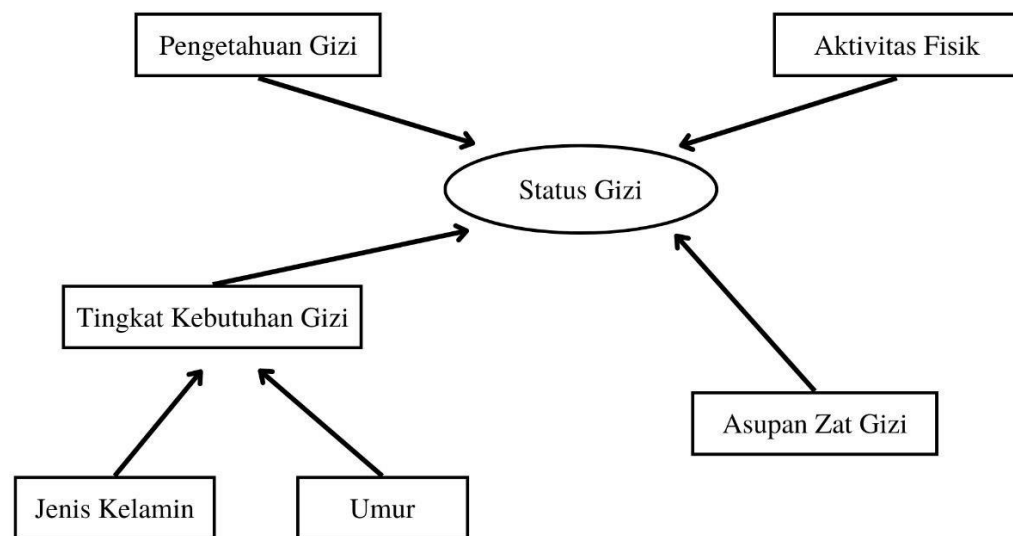 Pengetahuan Gizi
Aktivitas Fisik
Status Gizi
Tingkat Kebutuhan Gizi
Asupan Zat Gizi
Jenis Kelamin
Umur